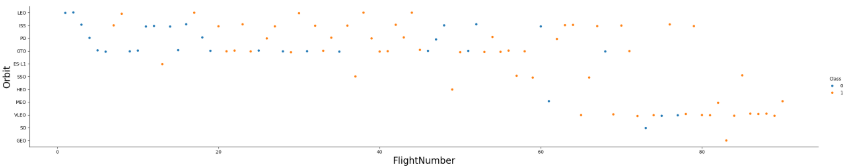 LEO
ISS
PO
GTO
ES-L1
SSO
HEO
MEO
VLEO
SO
GEO
Orbit
0 20 40 60 80
FlightNumber
Class
0
1